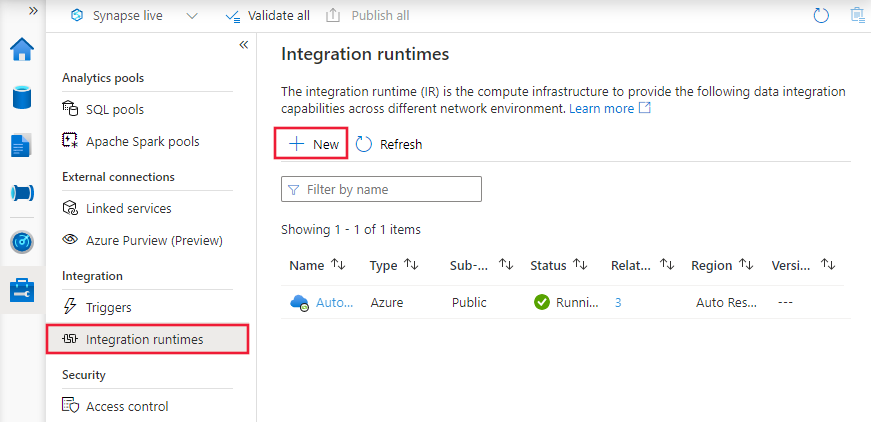 Synapse live
Validate all
Publish all
Analytics pools
SQL pools
Apache Spark pools
External connections
Linked services
Azure Purview (Preview)
Integration
Triggers
Integration runtimes
Security
Access control
Integration runtimes
The integration runtime (IR) is the compute infrastructure to provide the following data integration
capabilities across different network environment. Learn more
New
Refresh
Filter by name
Showing 1 - 1 of 1 items
Name Type Sub-... Status Relat... Region Versi...
Auto... Azure Public Runni... 3 Auto Res... ---